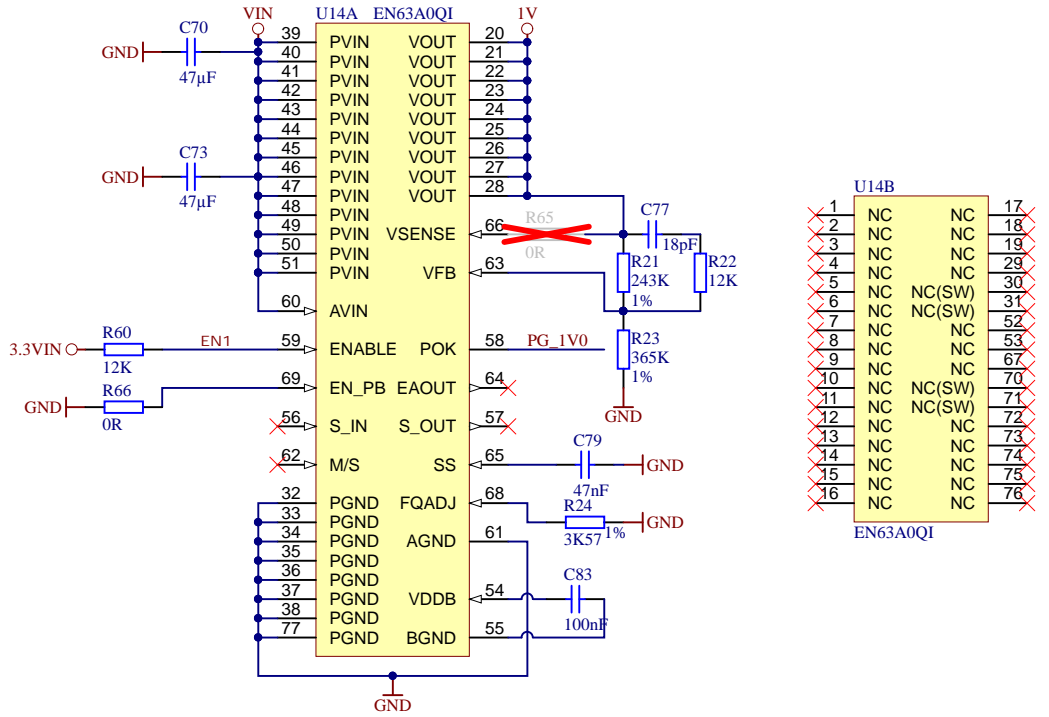 VIN
U14A EN63A0QI
1V
C70
GND
47µF
C73
GND
47µF
39 PVIN VOUT 20
40 PVIN VOUT 21
41 PVIN VOUT 22
42 PVIN VOUT 23
43 PVIN VOUT 24
44 PVIN VOUT 25
45 PVIN VOUT 26
46 PVIN VOUT 27
47 PVIN VOUT 28
48 PVIN
49 PVIN VSENSE 66
50 PVIN
51 PVIN VFB 63
60 AVIN
59 ENABLE POK 58
69 EN_PB EAOUT 64
56 S_IN S_OUT 57
62 M/S SS 65
32 PGND FQADJ 68
33 PGND
34 PGND AGND 61
35 PGND
36 PGND
37 PGND VDDB 54
38 PGND
77 PGND BGND 55
R65
0R
C77
18pF
R21
243K
1%
R22
12K
R23
365K
1%
GND
PG_1V0
3.3VIN
R60
12K
EN1
GND
R66
0R
C79
47nF
GND
R24
3K57
1%
GND
C83
100nF
GND
U14B
1 NC NC 17
2 NC NC 18
3 NC NC 19
4 NC NC 29
5 NC NC(SW) 30
6 NC NC(SW) 31
7 NC NC 52
8 NC NC 53
9 NC NC 67
10 NC NC(SW) 70
11 NC NC(SW) 71
12 NC NC 72
13 NC NC 73
14 NC NC 74
15 NC NC 75
16 NC NC 76
EN63A0QI